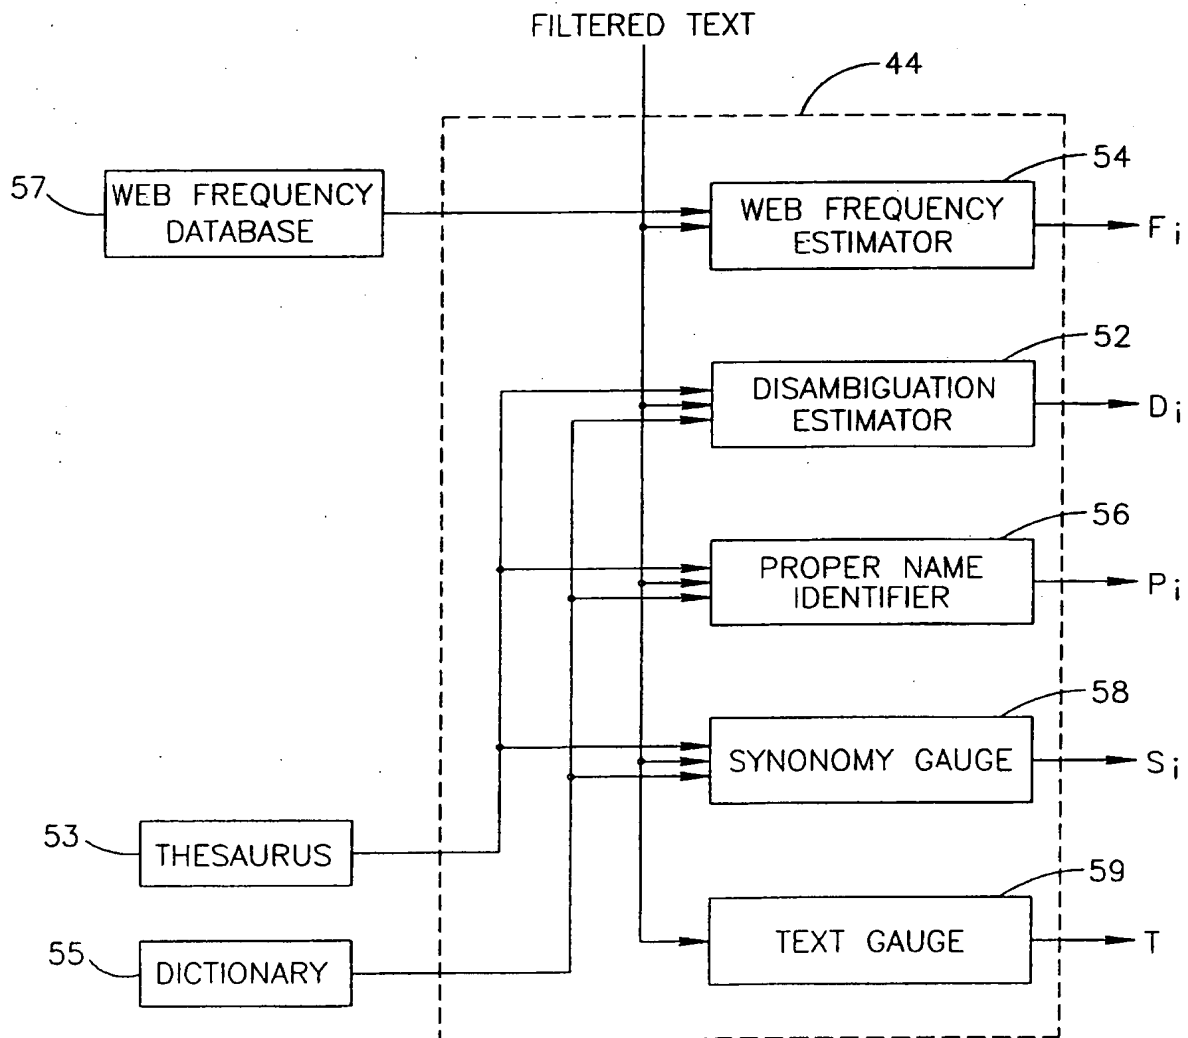 FILTERED TEXT
44
57
WEB FREQUENCY
DATABASE
54
WEB FREQUENCY
ESTIMATOR
Fi
52
DISAMBIGUATION
ESTIMATOR
Di
56
PROPER NAME
IDENTIFIER
Pi
58
SYNONOMY GAUGE
Si
53
THESAURUS
59
TEXT GAUGE
T
55
DICTIONARY